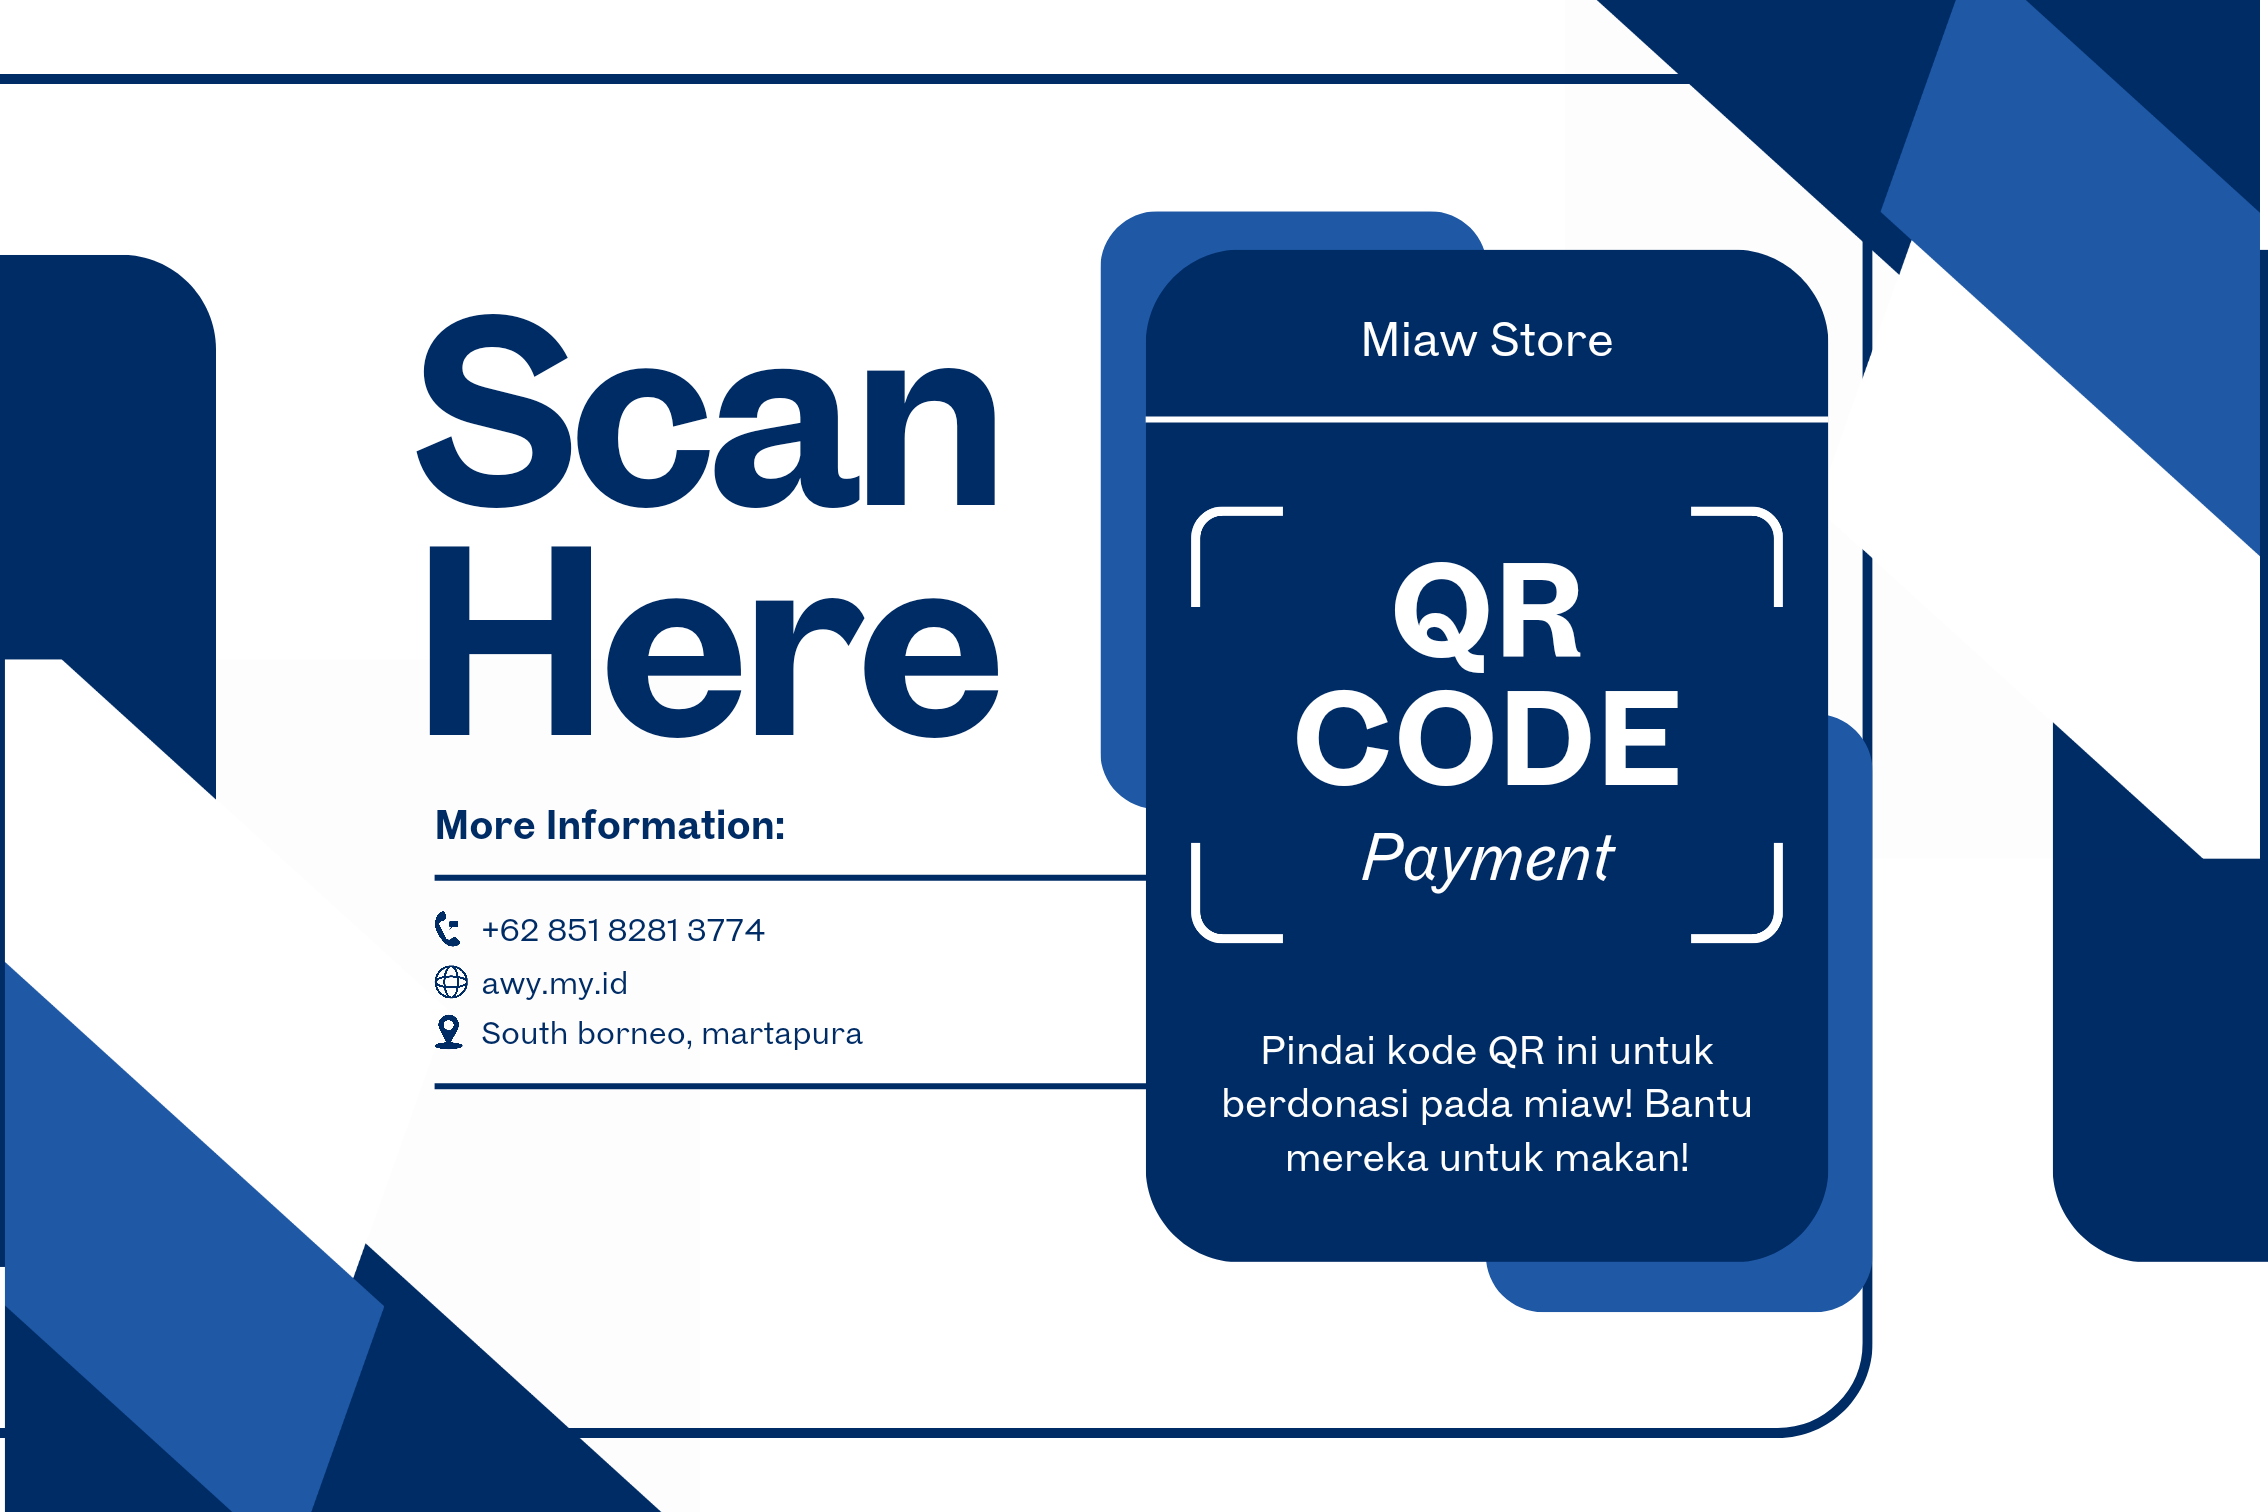 Scan
Here
More Information:
+62 851 8281 3774
awy.my.id
South borneo, martapura
Miaw Store
QR
CODE
Payment
Pindai kode QR ini untuk
berdonasi pada miaw! Bantu
mereka untuk makan!